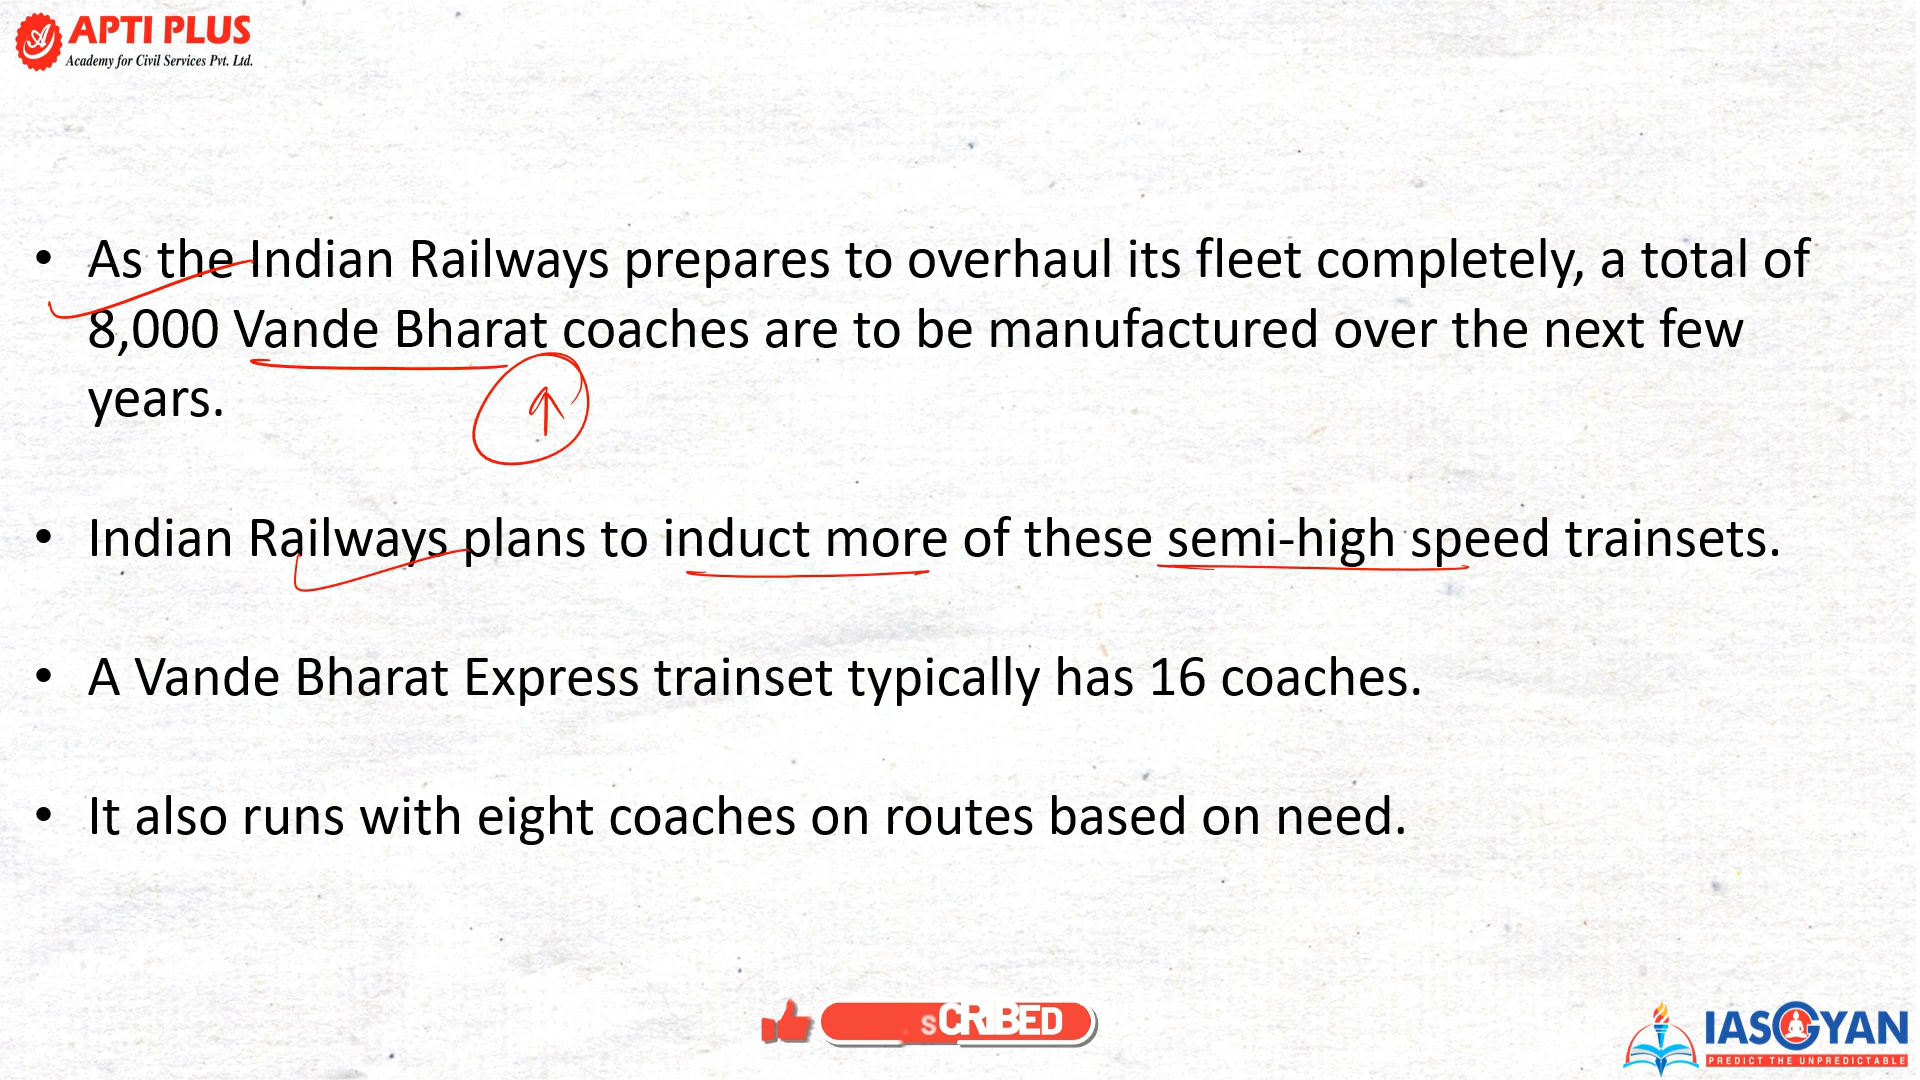 APTI PLUS
Academy for Civil Services Pvt. Ltd.
• As the Indian Railways prepares to overhaul its fleet completely, a total of
8,000 Vande Bharat coaches are to be manufactured over the next few
years.
• Indian Railways plans to induct more of these semi-high speed trainsets.
• A Vande Bharat Express trainset typically has 16 coaches.
• It also runs with eight coaches on routes based on need.
SCRIBED
IASGYAN
PREDICT THE UNPREDICTABLE